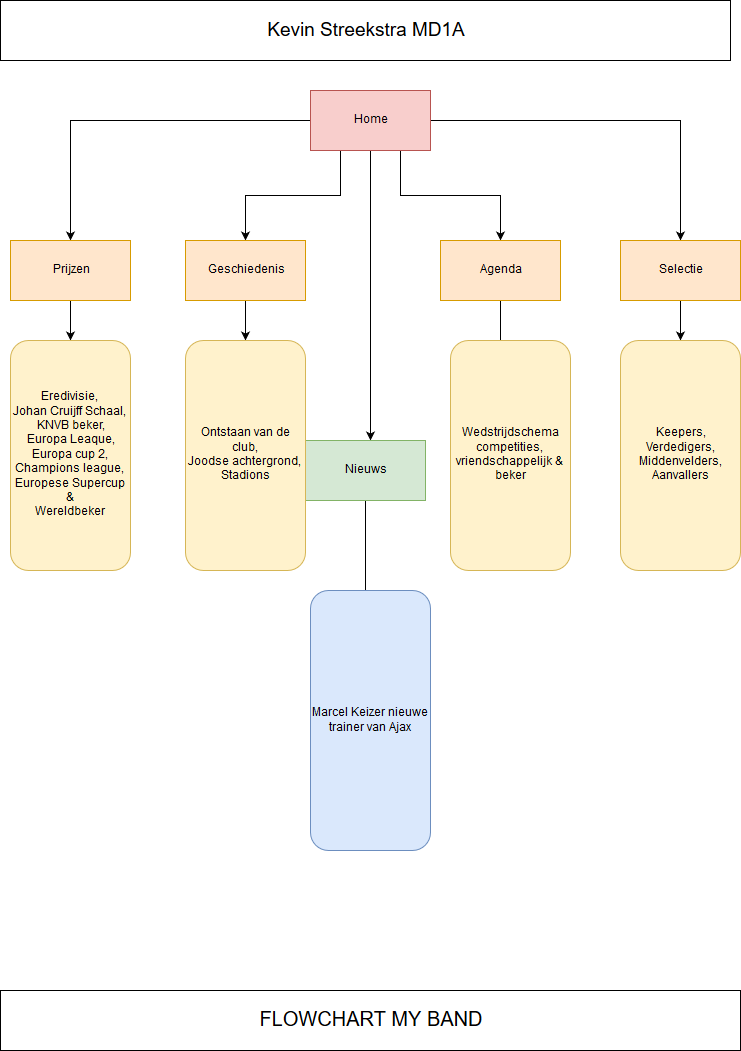 Kevin Streekstra MD1A
Home
Prijzen
Geschiedenis
Agenda
Selectie
Eredivisie,
Johan Cruijff Schaal,
KNVB beker,
Europa Leaque,
Europa cup 2,
Champions league,
Europese Supercup
&
Wereldbeker
Ontstaan van de
club,
Joodse achtergrond,
Stadions
Nieuws
Wedstrijdschema
competities,
vriendschappelijk &
beker
Keepers,
Verdedigers,
Middenvelders,
Aanvallers
Marcel Keizer nieuwe
trainer van Ajax
FLOWCHART MY BAND